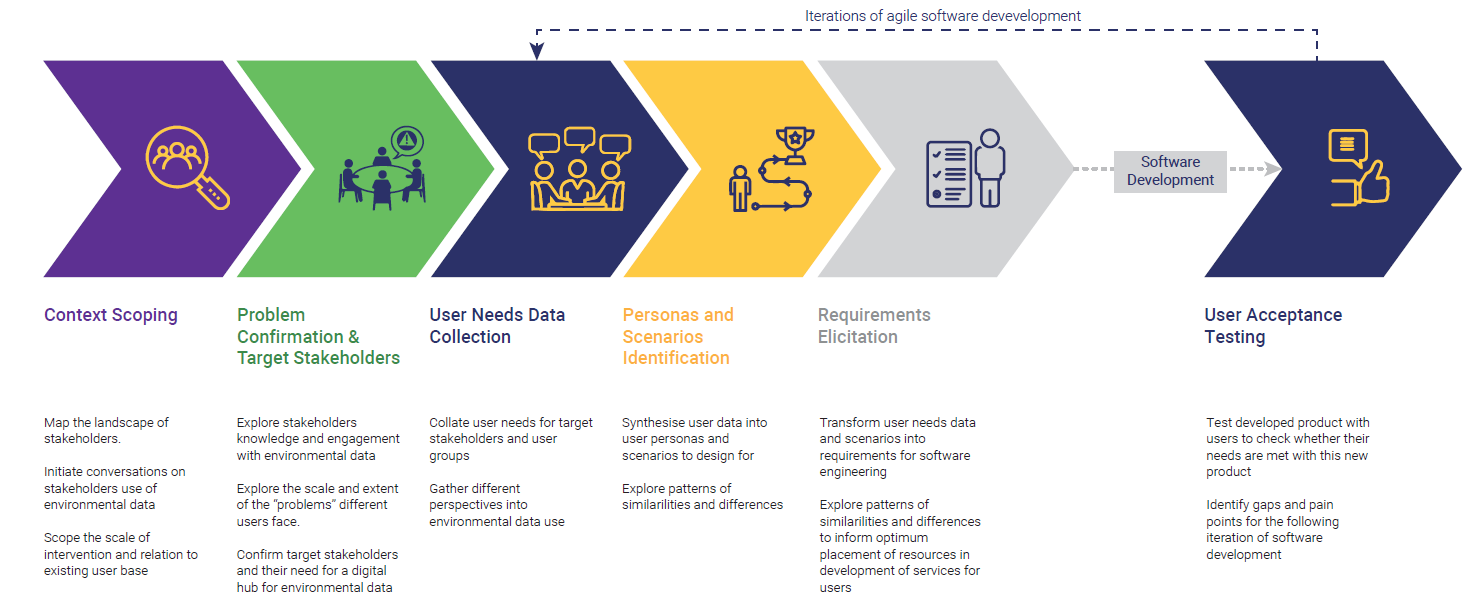 Iterations of agile software devevelopment
Software
Development
Context Scoping
Problem
Confirmation &
Target Stakeholders
User Needs Data
Collection
Personas and
Scenarios
Identification
Requirements
Elicitation
User Acceptance
Testing
Map the landscape of
stakeholders.
Initiate conversations on
stakeholders use of
environmental data
Scope the scale of
intervention and relation to
existing user base
Explore stakeholders
knowledge and engagement
with environmental data
Explore the scale and extent
of the “problems” different
users face.
Confirm target stakeholders
and their need for a digital
hub for environmental data
Collate user needs for target
stakeholders and user
groups
Gather different
perspectives into
environmental data use
Synthesise user data into
user personas and
scenarios to design for
Explore patterns of
similarilities and differences
Transform user needs data
and scenarios into
requirements for software
engineering
Explore patterns of
similarilities and differences
to inform optimum
placement of resources in
development of services for
users
Test developed product with
users to check whether their
needs are met with this new
product
Identify gaps and pain
points for the following
iteration of software
development